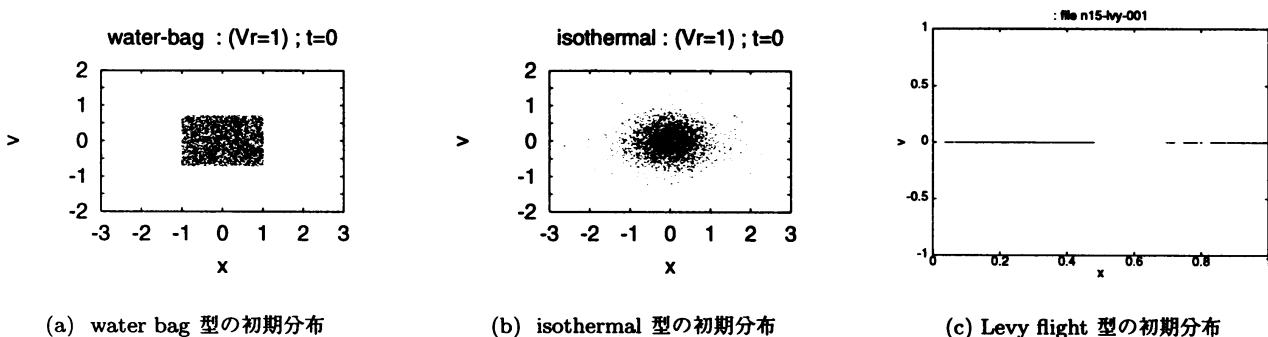 water-bag : (Vr=1) ; t=0
2
1
0
-1
-2
v
-3 -2 -1 0 1 2 3
x
(a) water bag 型の初期分布
isothermal : (Vr=1) ; t=0
2
1
0
-1
-2
v
-3 -2 -1 0 1 2 3
x
(b) isothermal 型の初期分布
: file n15-lvy-001
1
0.5
0
-0.5
-1
v
0 0.2 0.4 0.6 0.8 1
x
(c) Levy flight 型の初期分布